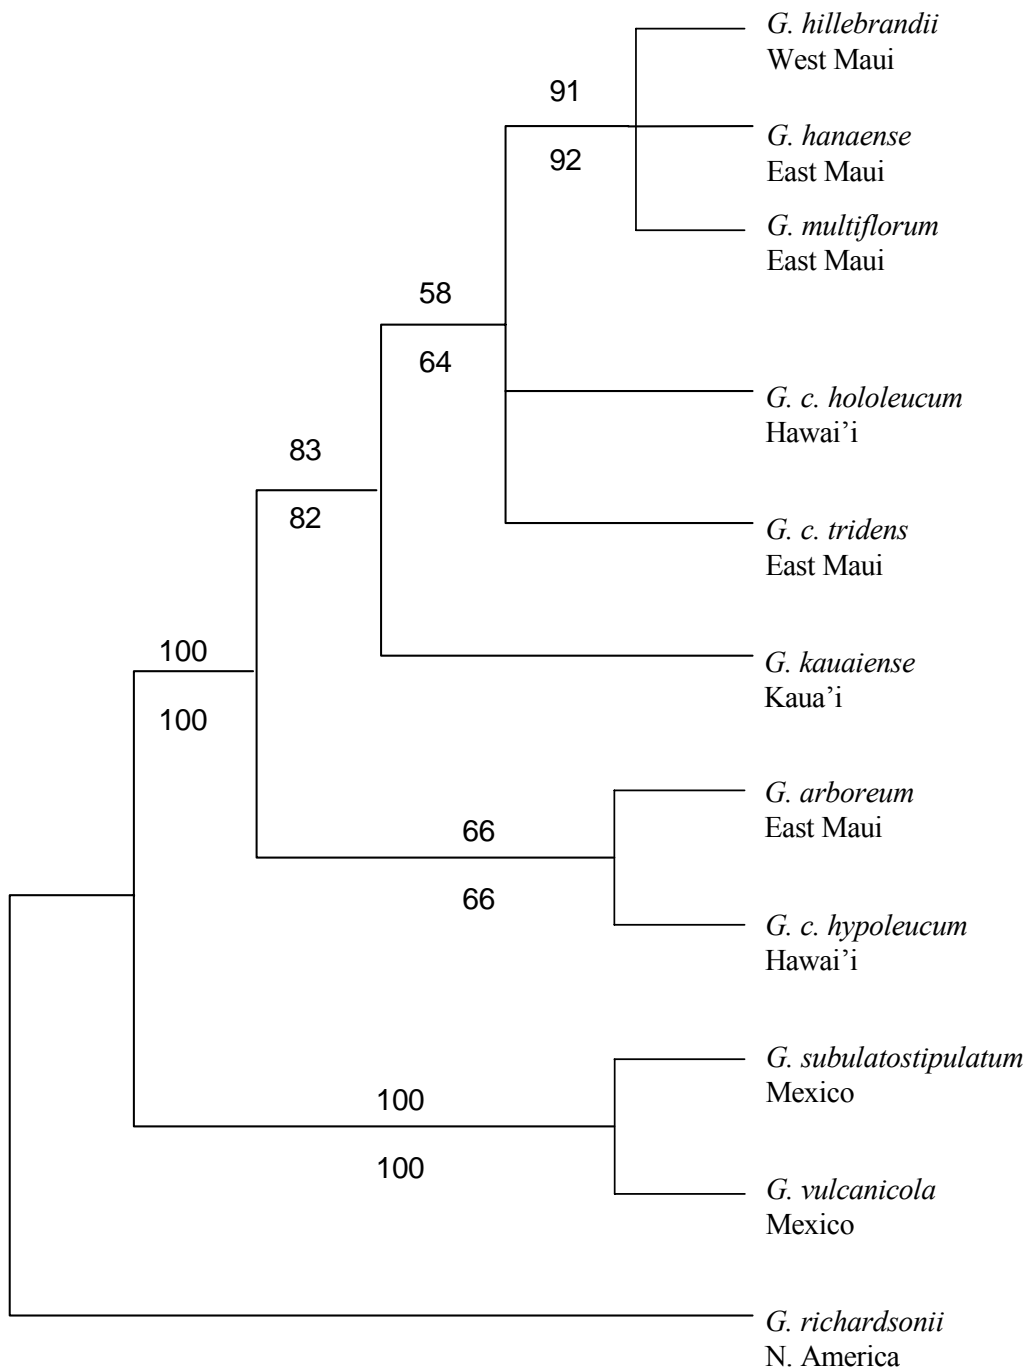 G. hillebrandii
West Maui
91
G. hanaense
92
East Maui
G. multiflorum
East Maui
58
64
G. c. hololeucum
Hawai’i
83
82
G. c. tridens
East Maui
100
G. kauaiense
Kaua’i
100
G. arboreum
East Maui
66
66
G. c. hypoleucum
Hawai’i
G. subulatostipulatum
Mexico
100
100
G. vulcanicola
Mexico
G. richardsonii
N. America